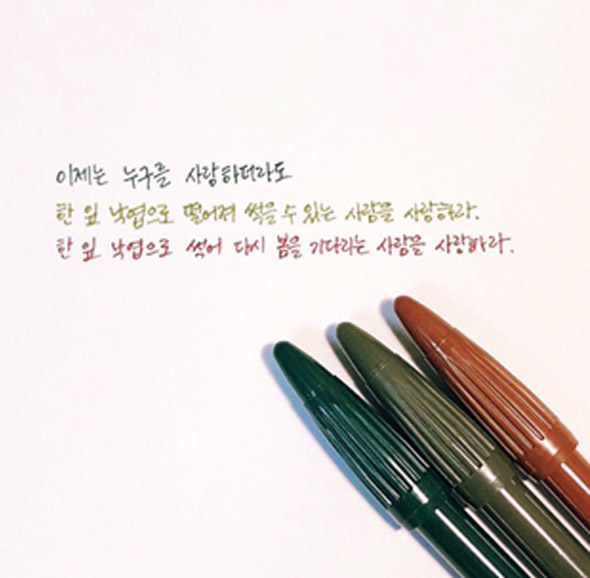 이제는 누구를 사랑하더라도
한 잎 낙엽으로 떨어져 썩을 수 있는 사람을 사랑하라.
한 잎 낙엽으로 썩어 다시 봄을 기다리는 사람을 사랑하라.